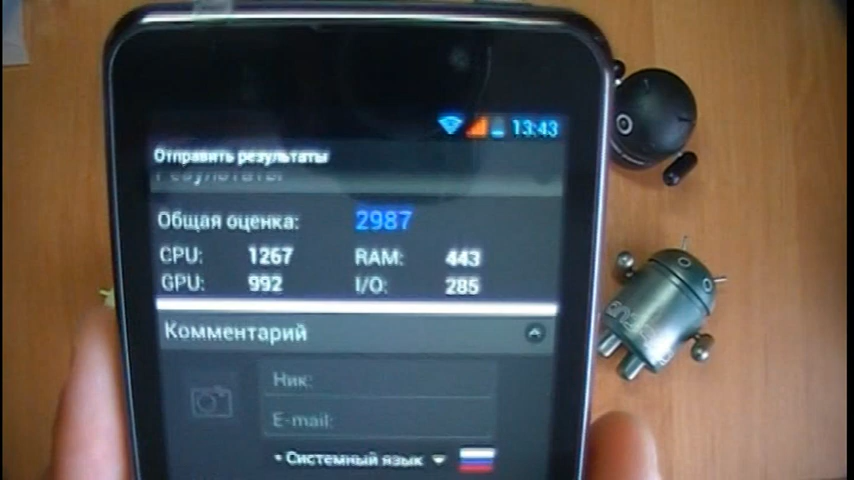 13:43
Отправить результаты
Результаты
Общая оценка: 2987
CPU: 1267 RAM: 443
GPU: 992 I/O: 285
Комментарий
Ник:
E-mail:
Системный язык